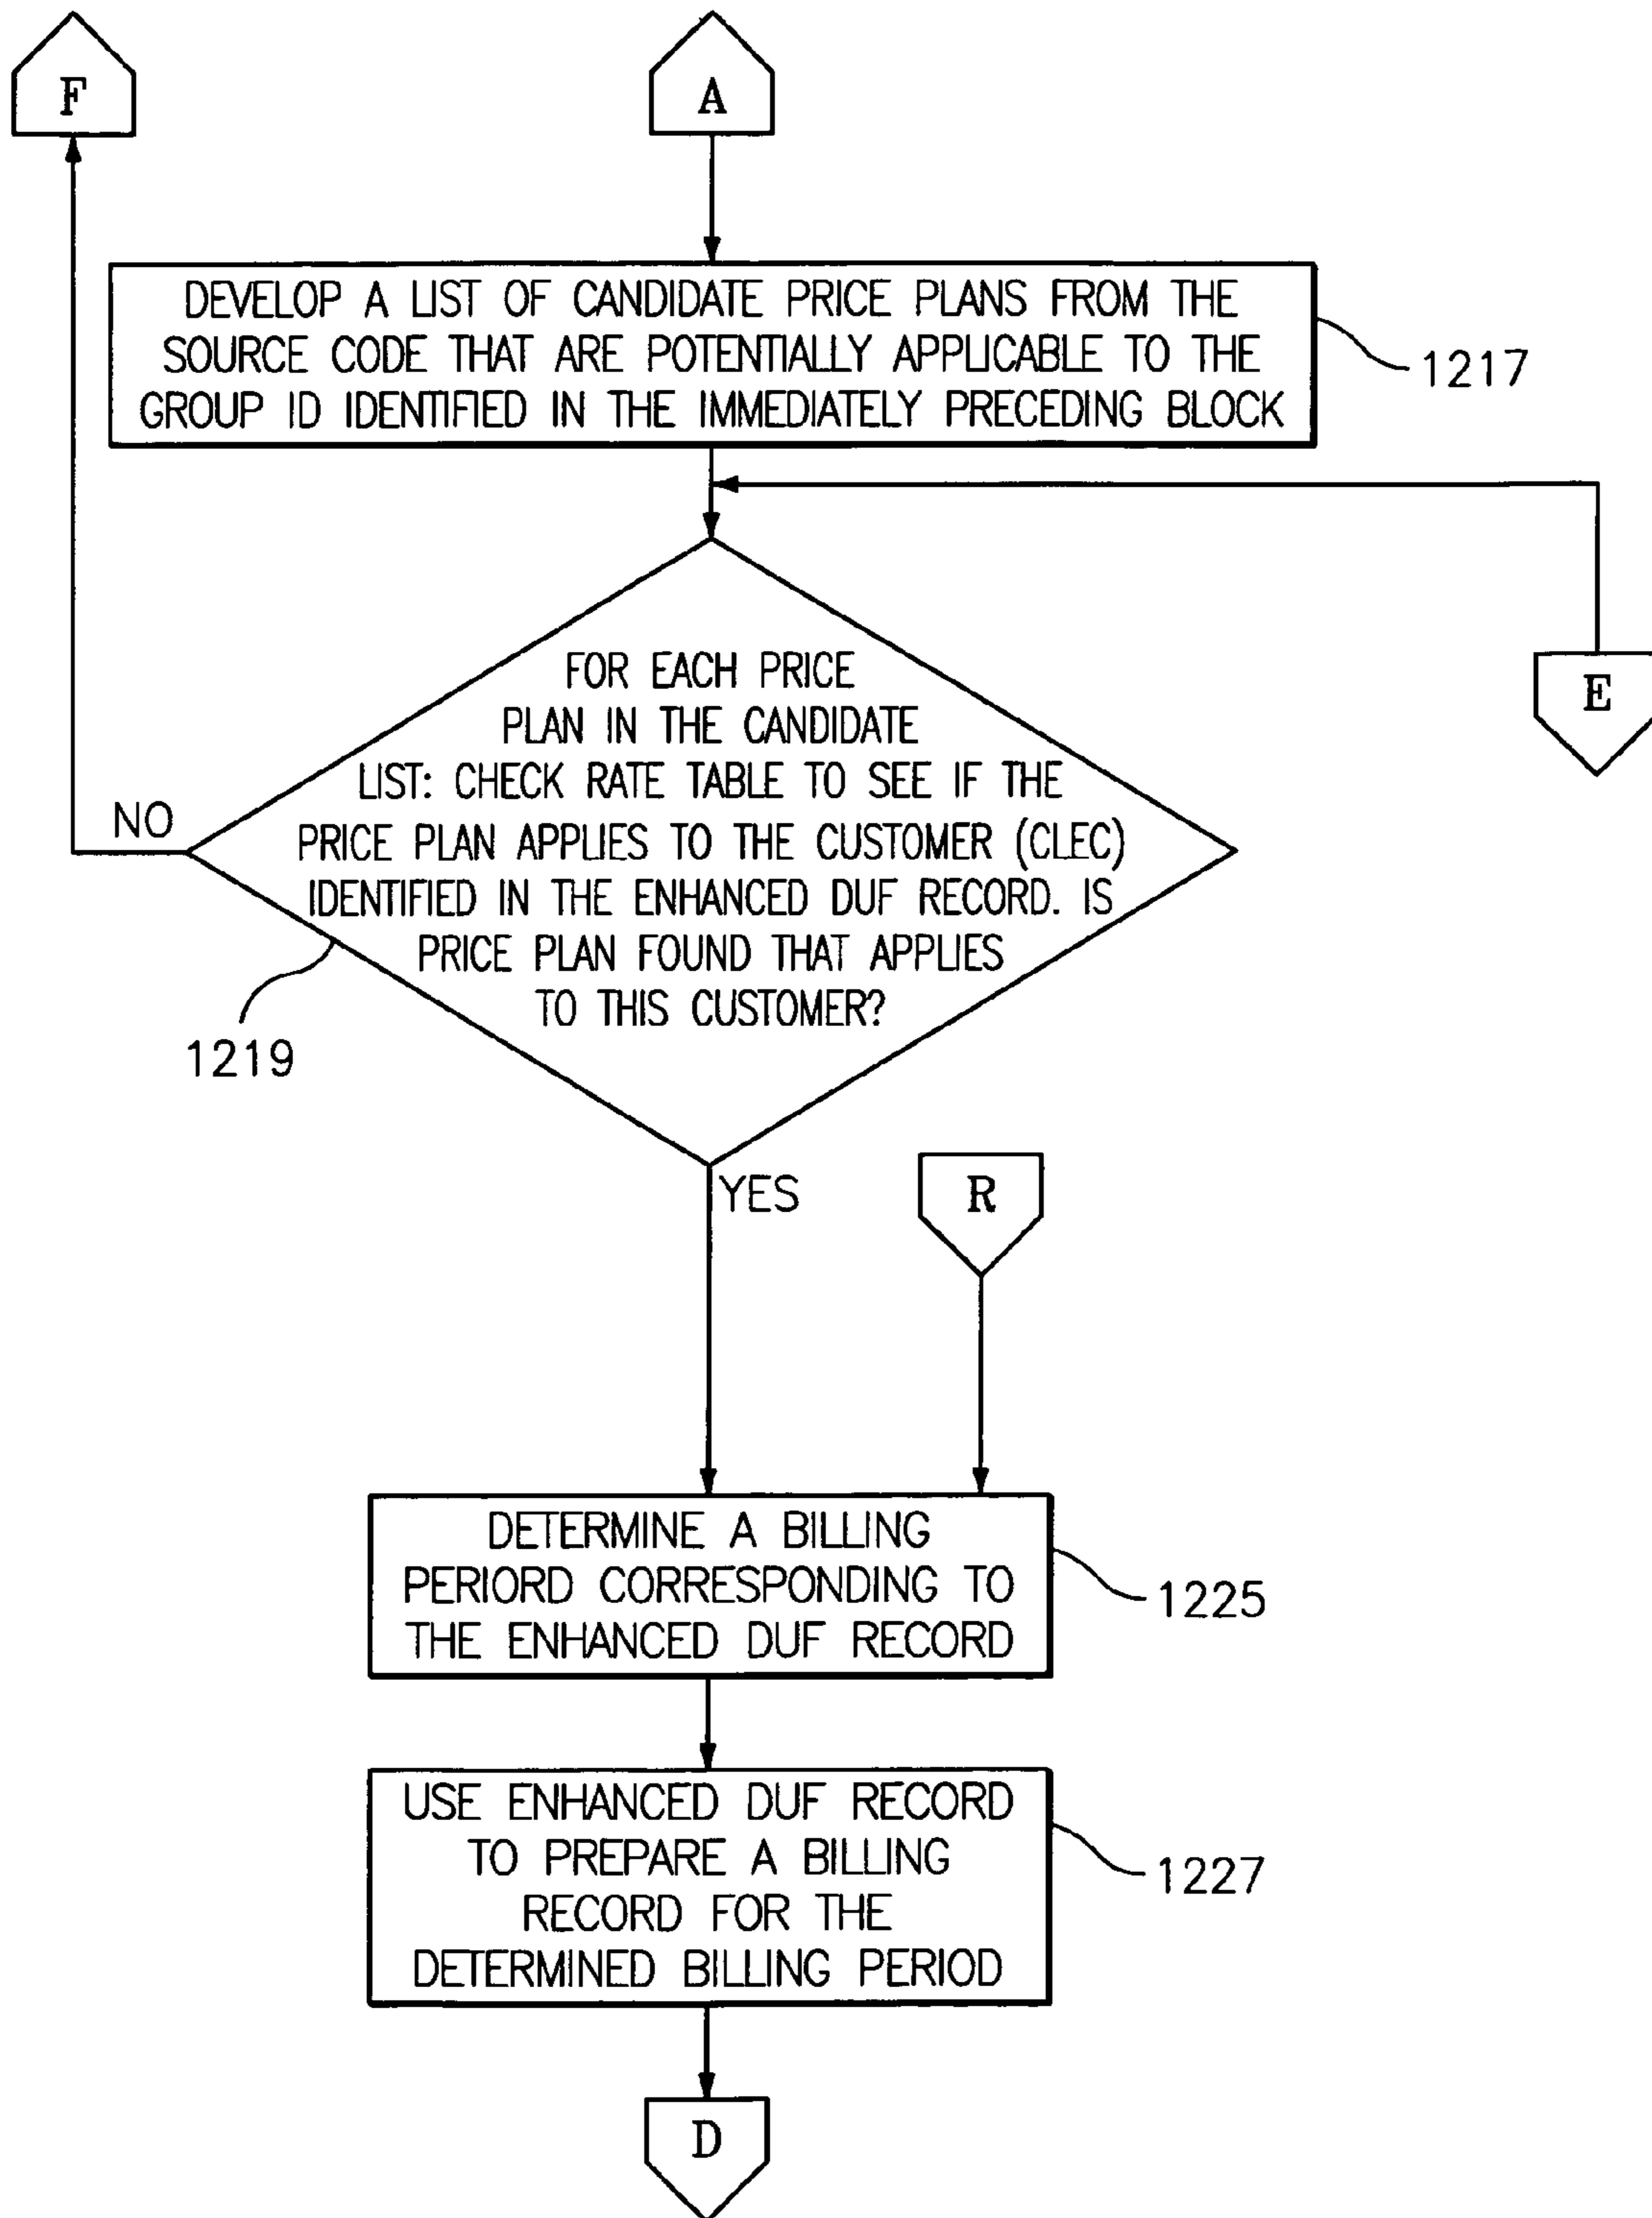 F
A
DEVELOP A LIST OF CANDIDATE PRICE PLANS FROM THE
SOURCE CODE THAT ARE POTENTIALLY APPLICABLE TO THE
GROUP ID IDENTIFIED IN THE IMMEDIATELY PRECEDING BLOCK
1217
E
FOR EACH PRICE
PLAN IN THE CANDIDATE
LIST: CHECK RATE TABLE TO SEE IF THE
PRICE PLAN APPLIES TO THE CUSTOMER (CLEC)
IDENTIFIED IN THE ENHANCED DUF RECORD. IS
PRICE PLAN FOUND THAT APPLIES
TO THIS CUSTOMER?
NO
1219
YES
R
DETERMINE A BILLING
PERIORD CORRESPONDING TO
THE ENHANCED DUF RECORD
1225
USE ENHANCED DUF RECORD
TO PREPARE A BILLING
RECORD FOR THE
DETERMINED BILLING PERIOD
1227
D